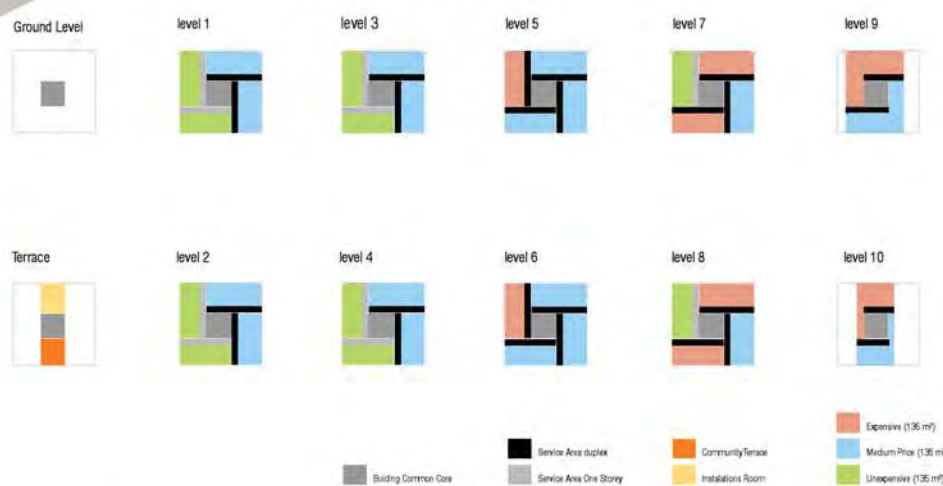 Ground Level
level 1
level 3
level 5
level 7
level 9
Terrace
level 2
level 4
level 6
level 8
level 10
Expensive (135 m²)
Service Area duplex
Community Terrace
Medium Price (135 m
Building Common Core
Service Area One Storey
Instalations Room
Unexpensive (135 m²)